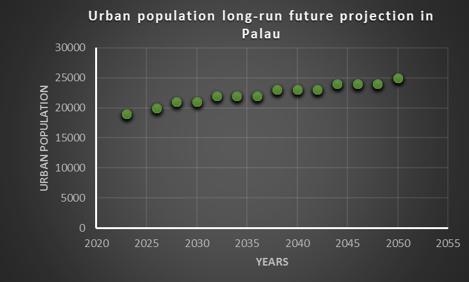 Urban population long-run future projection in
Palau
30000
25000
20000
15000
10000
5000
0
URBAN POPULATION
2020 2025 2030 2035 2040 2045 2050 2055
YEARS